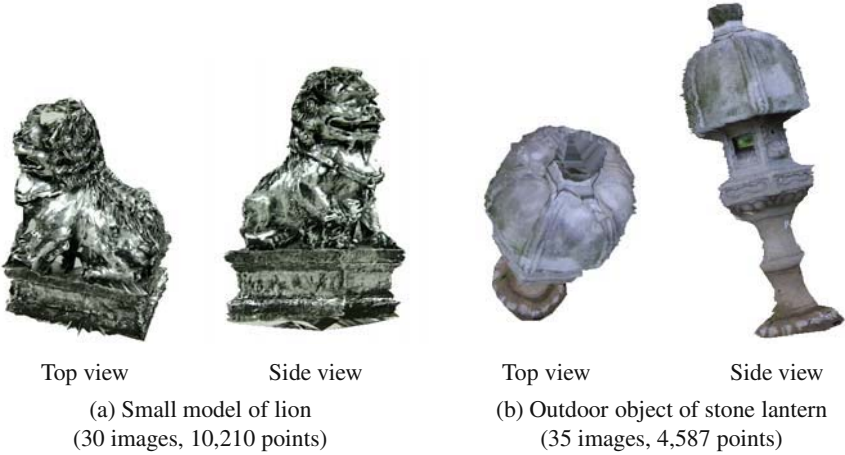 Top view Side view Top view Side view
(a) Small model of lion
(30 images, 10,210 points)
(b) Outdoor object of stone lantern
(35 images, 4,587 points)